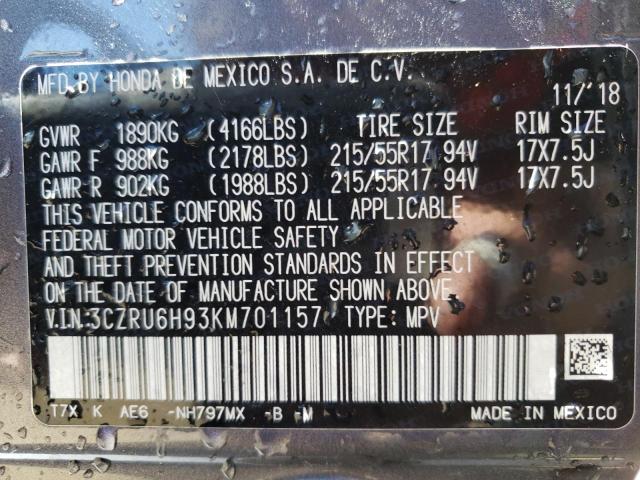 MFD. BY HONDA DE MEXICO S.A. DE C.V.
11/'18
GVWR 1890KG (4166LBS) TIRE SIZE RIM SIZE
GAWR F 988KG (2178LBS) 215/55R17 94V 17X7.5J
GAWR R 902KG (1988LBS) 215/55R17 94V 17X7.5J
THIS VEHICLE CONFORMS TO ALL APPLICABLE
FEDERAL MOTOR VEHICLE SAFETY
AND THEFT PREVENTION STANDARDS IN EFFECT
ON THE DATE OF MANUFACTURE SHOWN ABOVE.
V.I.N:3CZRU6H93KM701157 TYPE: MPV
T7X K AE6 -NH797MX -B -M
MADE IN MEXICO